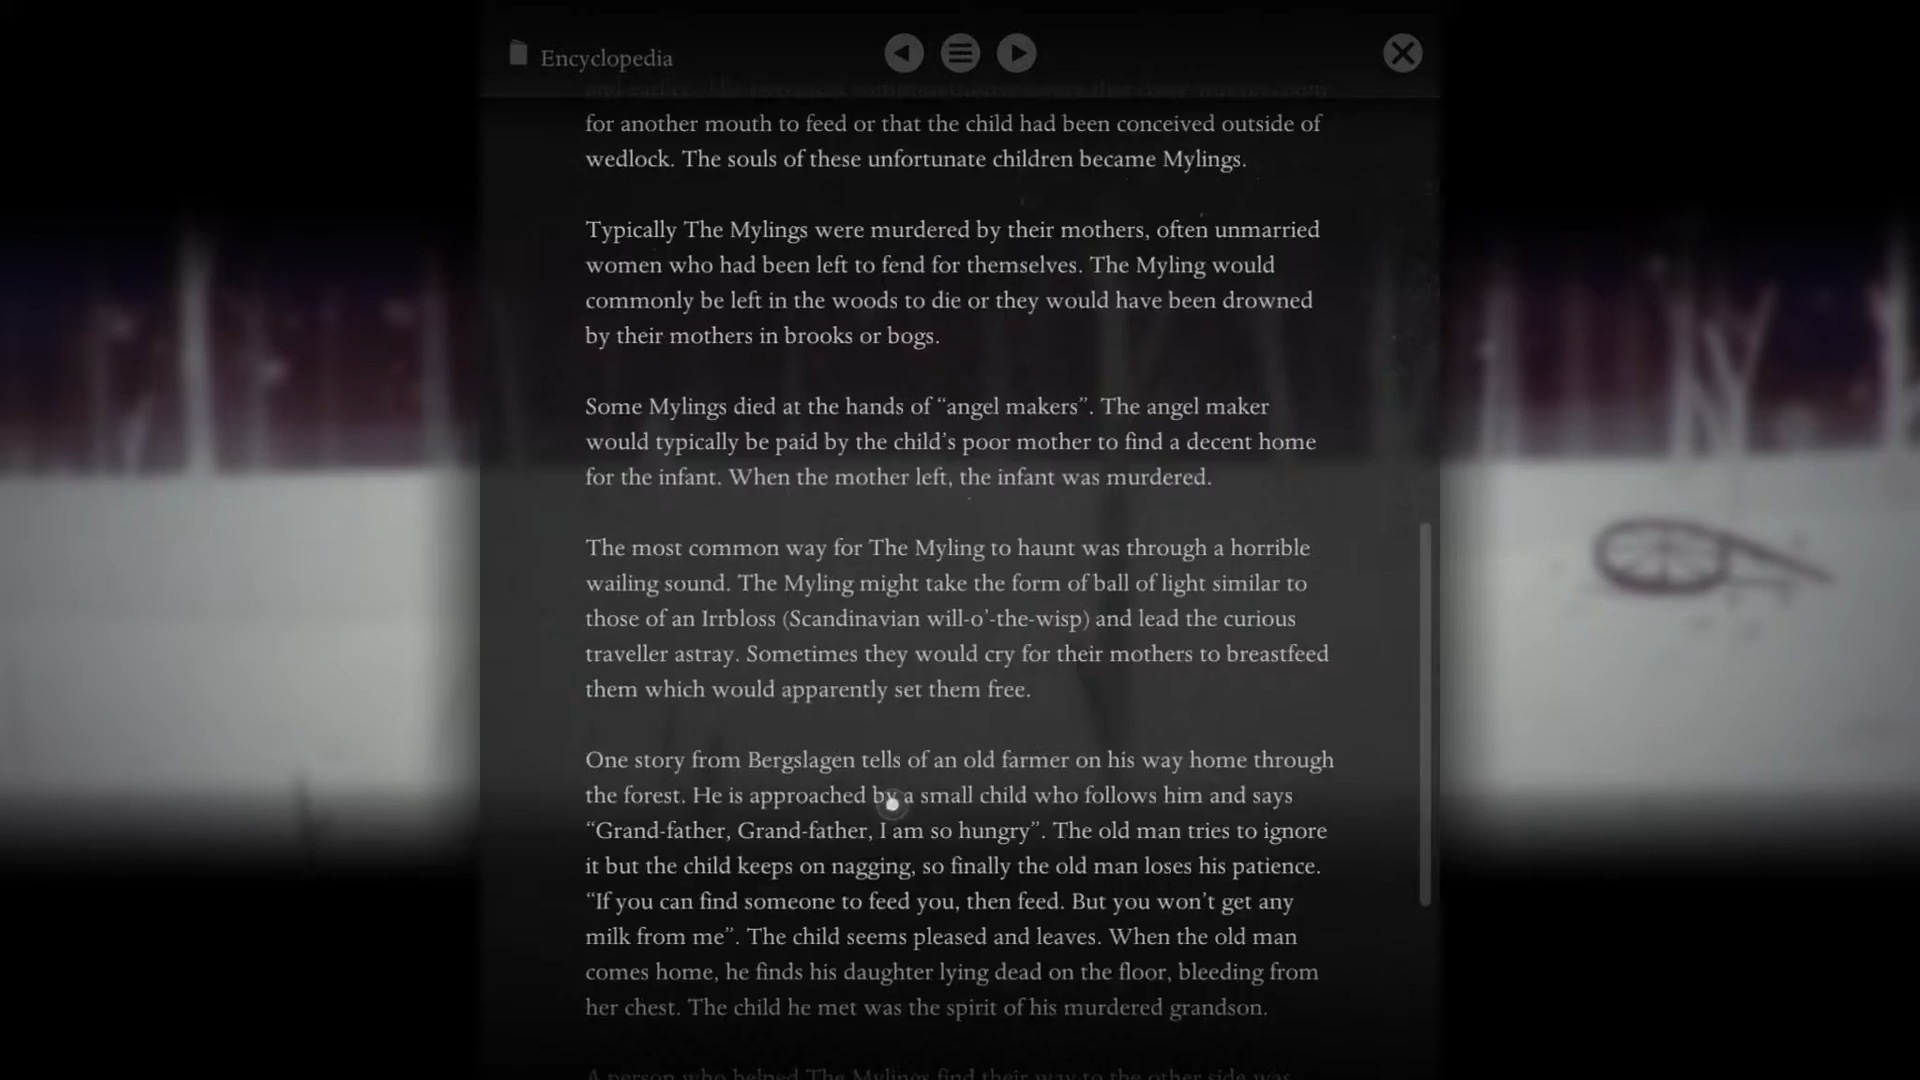 Encyclopedia
for another mouth to feed or that the child had been conceived outside of
wedlock. The souls of these unfortunate children became Mylings.
Typically The Mylings were murdered by their mothers, often unmarried
women who had been left to fend for themselves. The Myling would
commonly be left in the woods to die or they would have been drowned
by their mothers in brooks or bogs.
Some Mylings died at the hands of “angel makers”. The angel maker
would typically be paid by the child’s poor mother to find a decent home
for the infant. When the mother left, the infant was murdered.
The most common way for The Myling to haunt was through a horrible
wailing sound. The Myling might take the form of ball of light similar to
those of an Irrbloss (Scandinavian will-o’-the-wisp) and lead the curious
traveller astray. Sometimes they would cry for their mothers to breastfeed
them which would apparently set them free.
One story from Bergslagen tells of an old farmer on his way home through
the forest. He is approached by a small child who follows him and says
“Grand-father, Grand-father, I am so hungry”. The old man tries to ignore
it but the child keeps on nagging, so finally the old man loses his patience.
“If you can find someone to feed you, then feed. But you won’t get any
milk from me”. The child seems pleased and leaves. When the old man
comes home, he finds his daughter lying dead on the floor, bleeding from
her chest. The child he met was the spirit of his murdered grandson.
A person who helped The Mylings find their way to the other side was